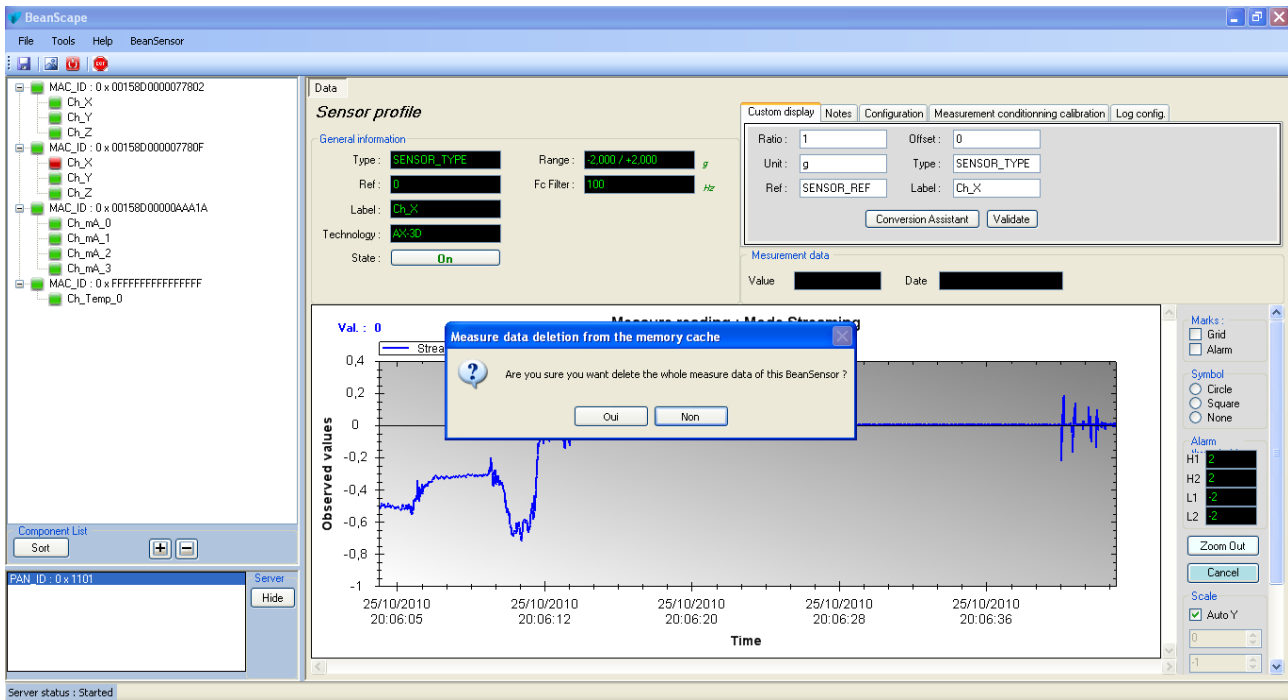 BeanScape
File Tools Help BeanSensor
MAC_ID : 0 x 00158D0000077802
Ch_X
Ch_Y
Ch_Z
MAC_ID : 0 x 00158D000007780F
Ch_X
Ch_Y
Ch_Z
MAC_ID : 0 x 00158D00000AAA1A
Ch_mA_0
Ch_mA_1
Ch_mA_2
Ch_mA_3
MAC_ID : 0 x FFFFFFFFFFFFFFFF
Ch_Temp_0
Component List
Sort
PAN_ID : 0 x 1101
Server
Hide
Data
Sensor profile
General information
Type : SENSOR_TYPE Range : -2,000 / +2,000 g
Ref : 0 Fc Filter : 100 Hz
Label : Ch_X
Technology : AX-3D
State : On
Custom display Notes Configuration Measurement conditionning calibration Log config.
Ratio : 1 Offset : 0
Unit : g Type : SENSOR_TYPE
Ref : SENSOR_REF Label : Ch_X
Conversion Assistant Validate
Mesurement data
Value Date
Measure reading : Mode Streaming
Val. : 0
Strea
Measure data deletion from the memory cache
Are you sure you want delete the whole measure data of this BeanSensor ?
Oui Non
Observed values
0,4
0,2
0
-0,2
-0,4
-0,6
-0,8
-1
25/10/2010 25/10/2010 25/10/2010 25/10/2010 25/10/2010
20:06:05 20:06:12 20:06:20 20:06:28 20:06:36
Time
Marks :
Grid
Alarm
Symbol
Circle
Square
None
Alarm
H1 2
H2 2
L1 -2
L2 -2
Zoom Out
Cancel
Scale
Auto Y
0
-1
Server status : Started